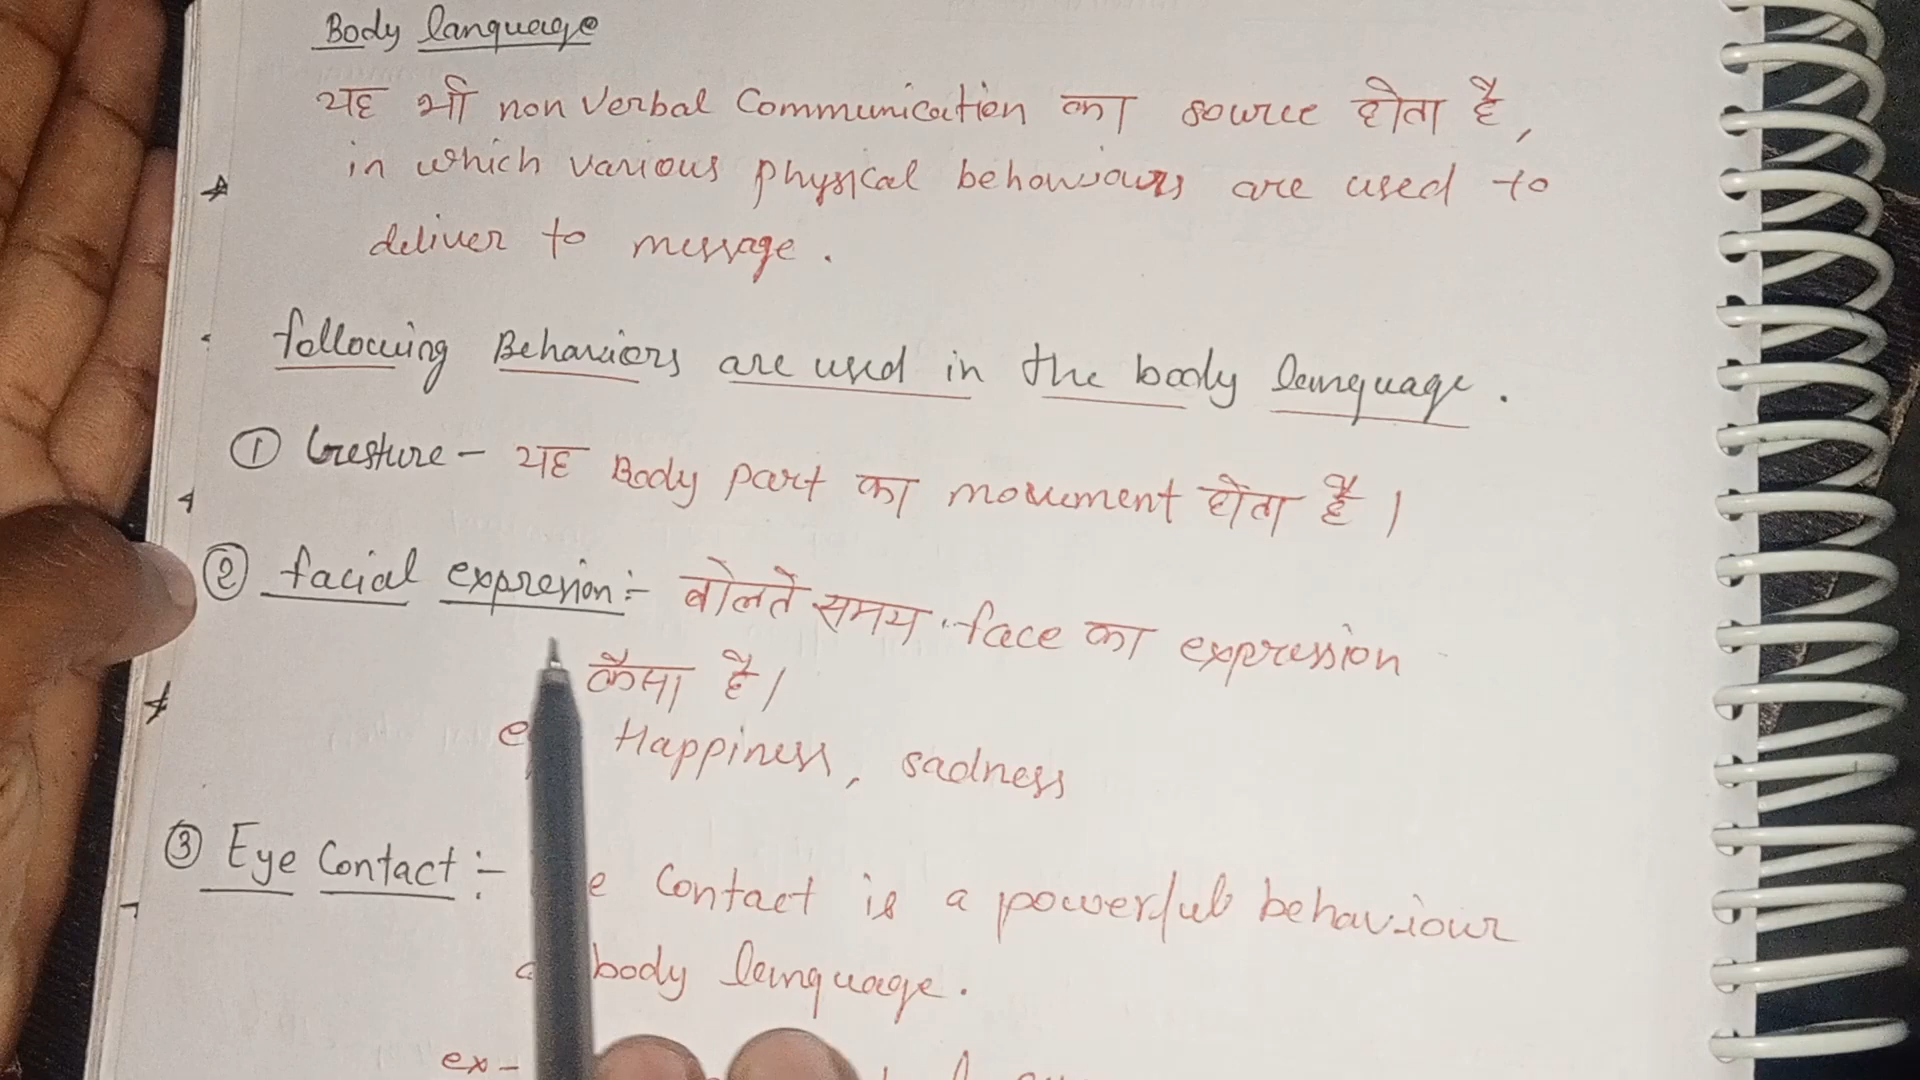 Body language
यह भी non verbal Communication का source होता है,
in which various physical behaviours are used to
deliver to message.
following Behaviors are used in the body language.
① Gesture - यह Body part का movement होता है।
② facial expresion :- बोलते समय face का expression
कैसा है।
Happiness, sadness
③ Eye Contact :- Contact is a powerful behaviour
body language.
ex -